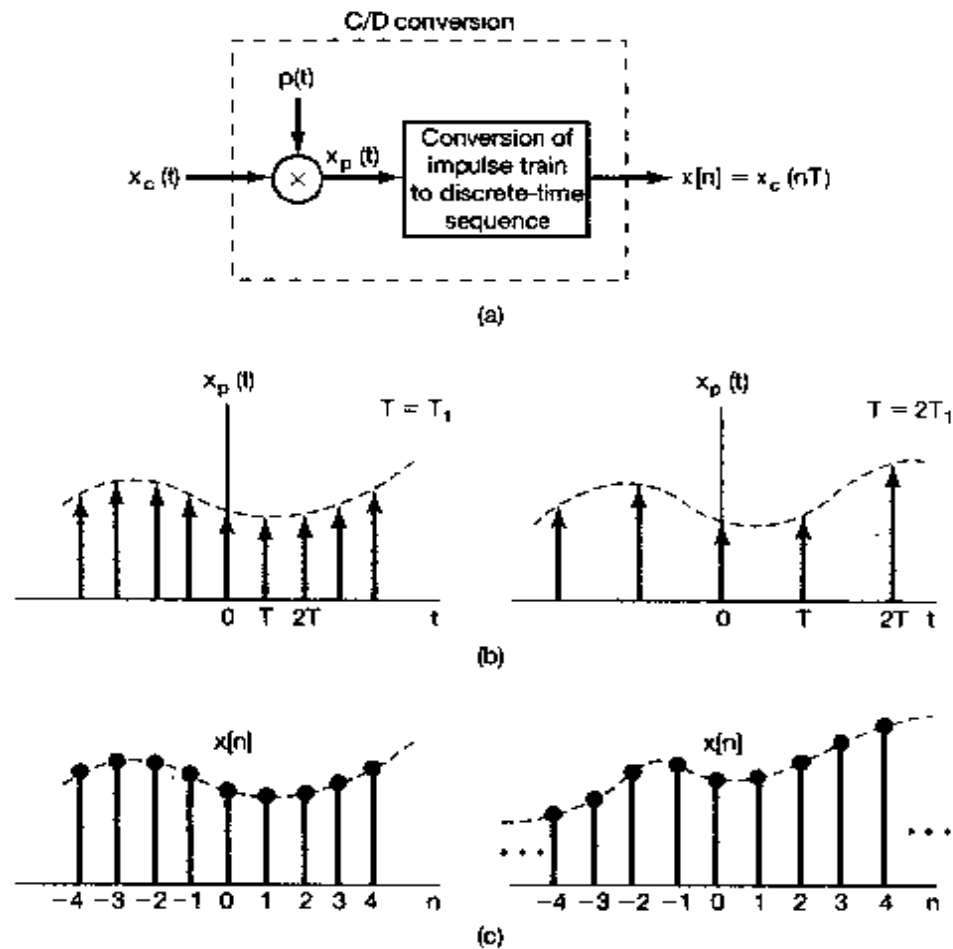 C/D conversion
p(t)
x_c (t)
×
x_p (t)
Conversion of
impulse train
to discrete-time
sequence
x[n] = x_c (nT)
(a)
x_p (t)
T = T_1
0 T 2T t
x_p (t)
T = 2T_1
0 T 2T t
(b)
x[n]
-4 -3 -2 -1 0 1 2 3 4 n
x[n]
-4 -3 -2 -1 0 1 2 3 4 n
(c)